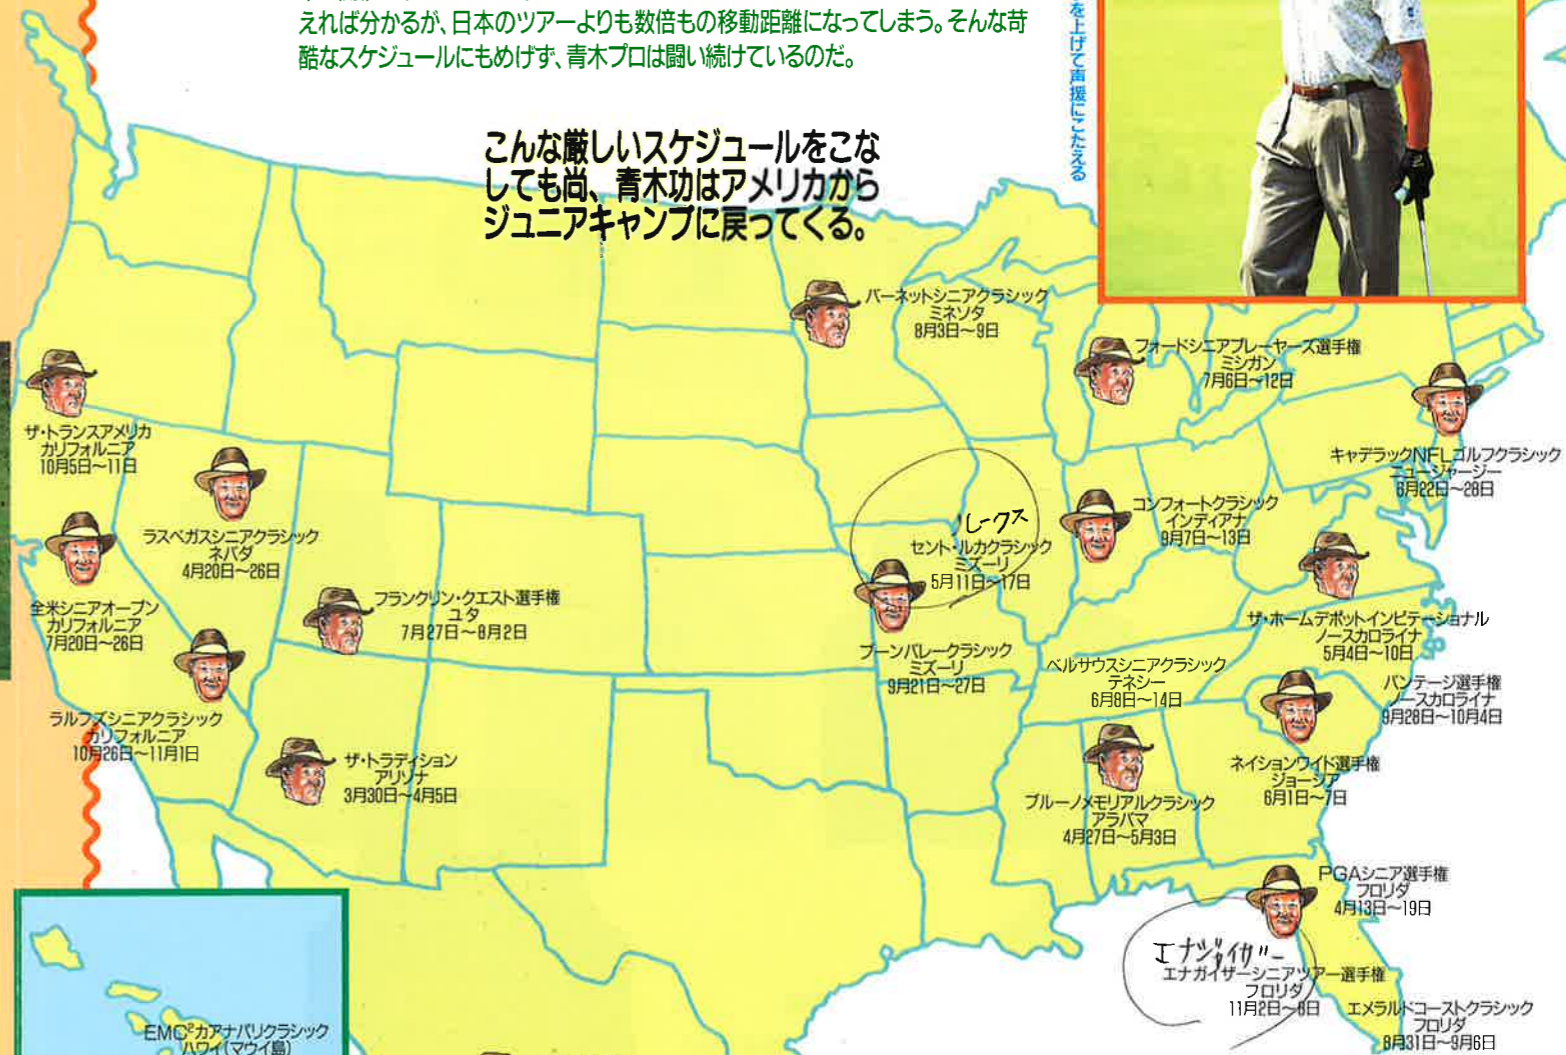 えれば分かるが、日本のツアーよりも数倍もの移動距離になってしまう。そんな苛
酷なスケジュールにもめげず、青木プロは闘い続けているのだ。
を上げて声援にこたえる
こんな厳しいスケジュールをこな
しても尚、青木功はアメリカから
ジュニアキャンプに戻ってくる。
バーネットシニアクラシック
ミネソタ
8月3日〜9日
フォードシニアプレーヤーズ選手権
ミシガン
7月6日〜12日
ザ・トランスアメリカ
カリフォルニア
10月5日〜11日
キャデラックNFLゴルフクラシック
ニュージャージー
6月22日〜28日
ラスベガスシニアクラシック
ネバダ
4月20日〜26日
レークス
セント・ルカクラシック
ミズーリ
5月11日〜17日
コンフォートクラシック
インディアナ
9月7日〜13日
全米シニアオープン
カリフォルニア
7月20日〜26日
フランクリン・クエスト選手権
ユタ
7月27日〜8月2日
ザ・ホームデポットインビテーショナル
ノースカロライナ
5月4日〜10日
ブーンバレークラシック
ミズーリ
9月21日〜27日
ベルサウスシニアクラシック
テネシー
6月8日〜14日
バンテージ選手権
ノースカロライナ
9月28日〜10月4日
ラルフズシニアクラシック
カリフォルニア
10月26日〜11月1日
ザ・トラディション
アリゾナ
3月30日〜4月5日
ネイションワイド選手権
ジョージア
6月1日〜7日
ブルーノメモリアルクラシック
アラバマ
4月27日〜5月3日
PGAシニア選手権
フロリダ
4月13日〜19日
エナジャイザー
エナガイザーシニアツアー選手権
フロリダ
11月2日〜8日
エメラルドコーストクラシック
フロリダ
8月31日〜9月6日
EMC²カアナパリクラシック
ハワイ(マウイ島)